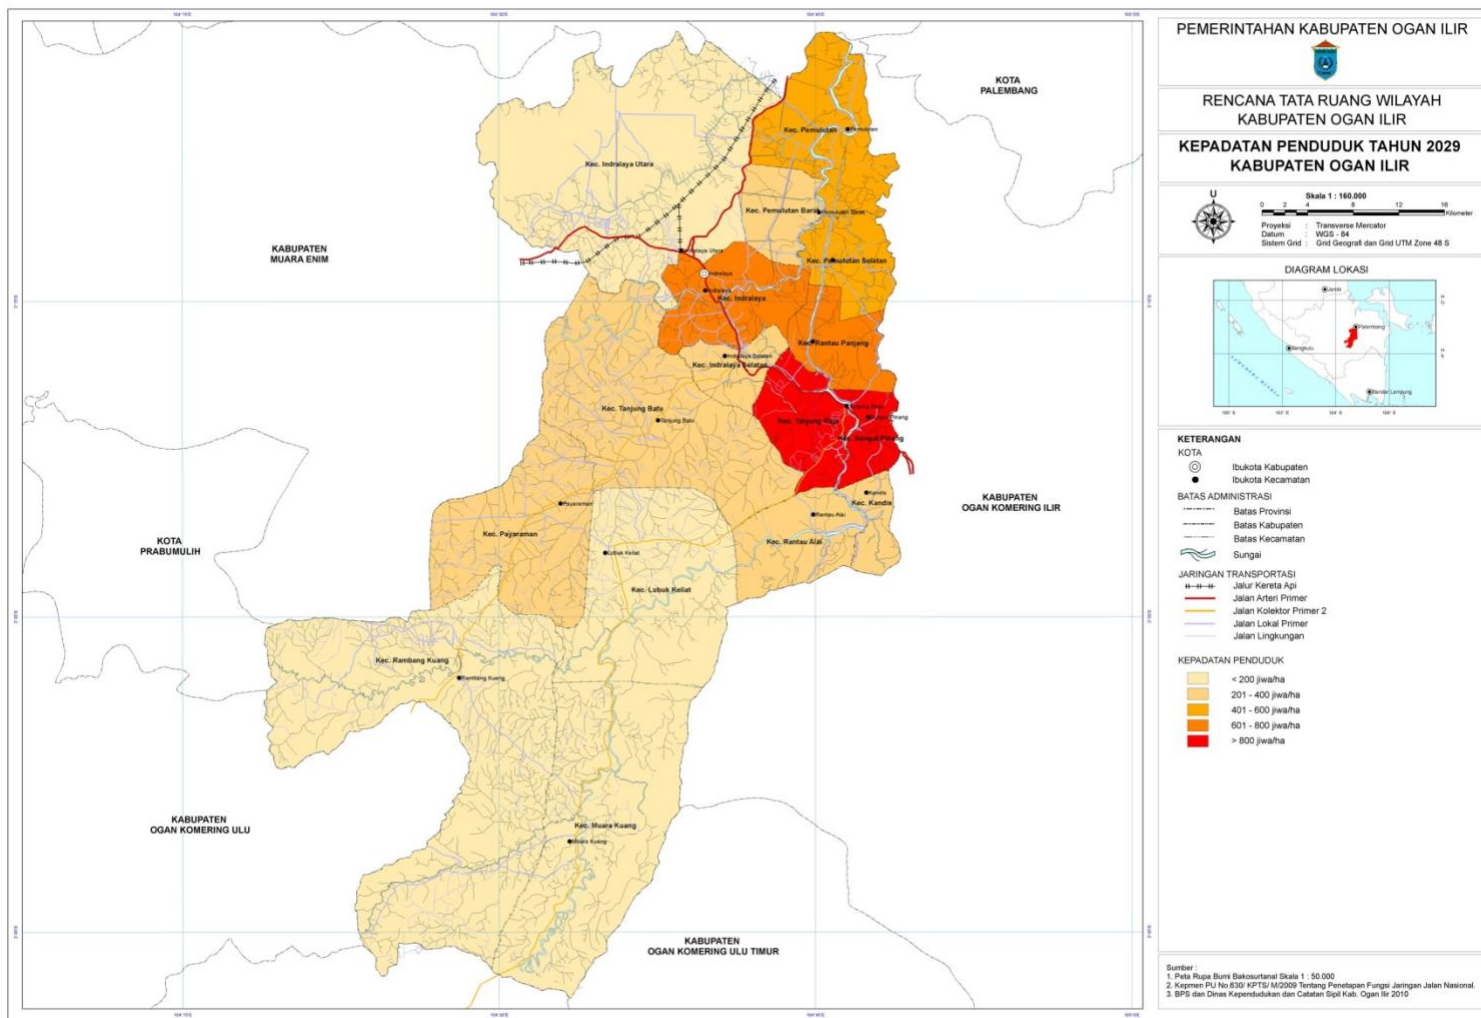 PEMERINTAHAN KABUPATEN OGAN ILIR
RENCANA TATA RUANG WILAYAH
KABUPATEN OGAN ILIR
KEPADATAN PENDUDUK TAHUN 2029
KABUPATEN OGAN ILIR
U
Skala 1 : 160.000
0 2 4 8 12 16
Kilometer
Proyeksi : Transverse Mercator
Datum : WGS - 84
Sistem Grid : Grid Geografi dan Grid UTM Zone 48 S
DIAGRAM LOKASI
Jambi
Palembang
Bengkulu
Bandar Lampung
KETERANGAN
KOTA
Ibukota Kabupaten
Ibukota Kecamatan
BATAS ADMINISTRASI
Batas Provinsi
Batas Kabupaten
Batas Kecamatan
Sungai
JARINGAN TRANSPORTASI
Jalur Kereta Api
Jalan Arteri Primer
Jalan Kolektor Primer 2
Jalan Lokal Primer
Jalan Lingkungan
KEPADATAN PENDUDUK
< 200 jiwa/ha
201 - 400 jiwa/ha
401 - 600 jiwa/ha
601 - 800 jiwa/ha
> 800 jiwa/ha
Sumber :
1. Peta Rupa Bumi Bakosurtanal Skala 1 : 50.000
2. Kepmen PU No.630/ KPTS/ M/2009 Tentang Penetapan Fungsi Jaringan Jalan Nasional.
3. BPS dan Dinas Kependudukan dan Catatan Sipil Kab. Ogan Ilir 2010
KOTA
PALEMBANG
KABUPATEN
MUARA ENIM
KABUPATEN
OGAN KOMERING ILIR
KOTA
PRABUMULIH
KABUPATEN
OGAN KOMERING ULU
KABUPATEN
OGAN KOMERING ULU TIMUR
Kec. Pemulutan
Pemulutan
Kec. Indralaya Utara
Kec. Pemulutan Barat
Indralaya Utara
Kec. Pemulutan Selatan
Indralaya
Indralaya
Kec. Indralaya
Kec. Rantau Panjang
Indralaya Selatan
Kec. Indralaya Selatan
Kec. Tanjung Batu
Tanjung Batu
Kec. Tanjung Raja
Kec. Sungai Pinang
Kandis
Kec. Kandis
Payaraman
Rantau Alai
Kec. Payaraman
Kec. Rantau Alai
Lubuk Keliat
Kec. Lubuk Keliat
Kec. Rambang Kuang
Rambang Kuang
Kec. Muara Kuang
Muara Kuang